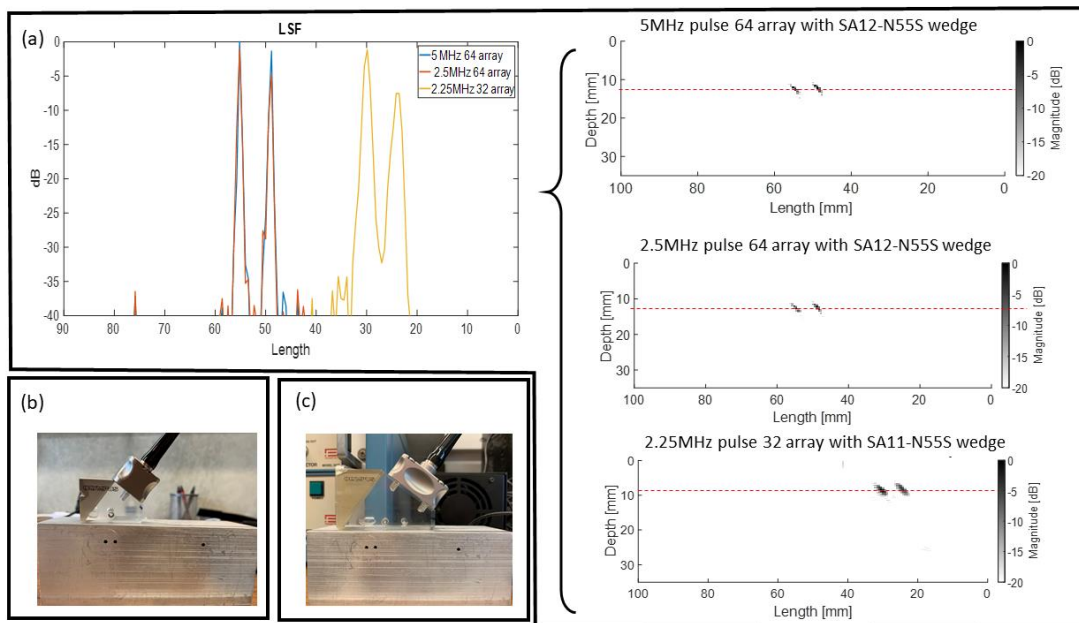 (a)
LSF
5 MHz 64 array
2.5MHz 64 array
2.25MHz 32 array
0
-5
-10
-15
-20
-25
-30
-35
-40
dB
90 80 70 60 50 40 30 20 10 0
Length
5MHz pulse 64 array with SA12-N55S wedge
0
10
20
30
Depth [mm]
100 80 60 40 20 0
Length [mm]
0
-5
-10
-15
-20
Magnitude [dB]
2.5MHz pulse 64 array with SA12-N55S wedge
0
10
20
30
Depth [mm]
100 80 60 40 20 0
Length [mm]
0
-5
-10
-15
-20
Magnitude [dB]
2.25MHz pulse 32 array with SA11-N55S wedge
0
10
20
30
Depth [mm]
100 80 60 40 20 0
Length [mm]
0
-5
-10
-15
-20
Magnitude [dB]
(b)
(c)